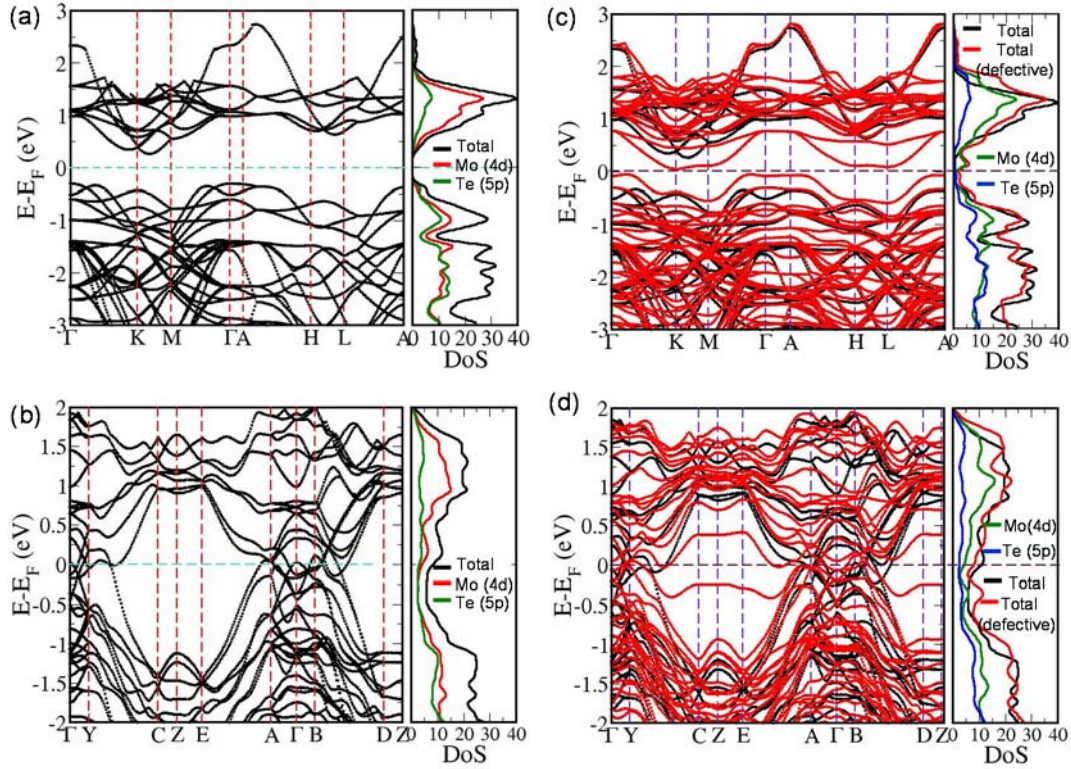 (a)
3
2
1
0
-1
-2
-3
E-E_F (eV)
Γ K M Γ A H L A
Total
Mo (4d)
Te (5p)
0 10 20 30 40
DoS
(c)
3
2
1
0
-1
-2
-3
E-E_F (eV)
Γ K M Γ A H L A
Total
Total
(defective)
Mo (4d)
Te (5p)
0 10 20 30 40
DoS
(b)
2
1.5
1
0.5
0
-0.5
-1
-1.5
-2
E-E_F (eV)
Γ Y C Z E A Γ B D Z
Total
Mo (4d)
Te (5p)
0 10 20 30 40
DoS
(d)
2
1.5
1
0.5
0
-0.5
-1
-1.5
-2
E-E_F (eV)
Γ Y C Z E A Γ B D Z
Mo(4d)
Te (5p)
Total
Total
(defective)
0 10 20 30 40
DoS